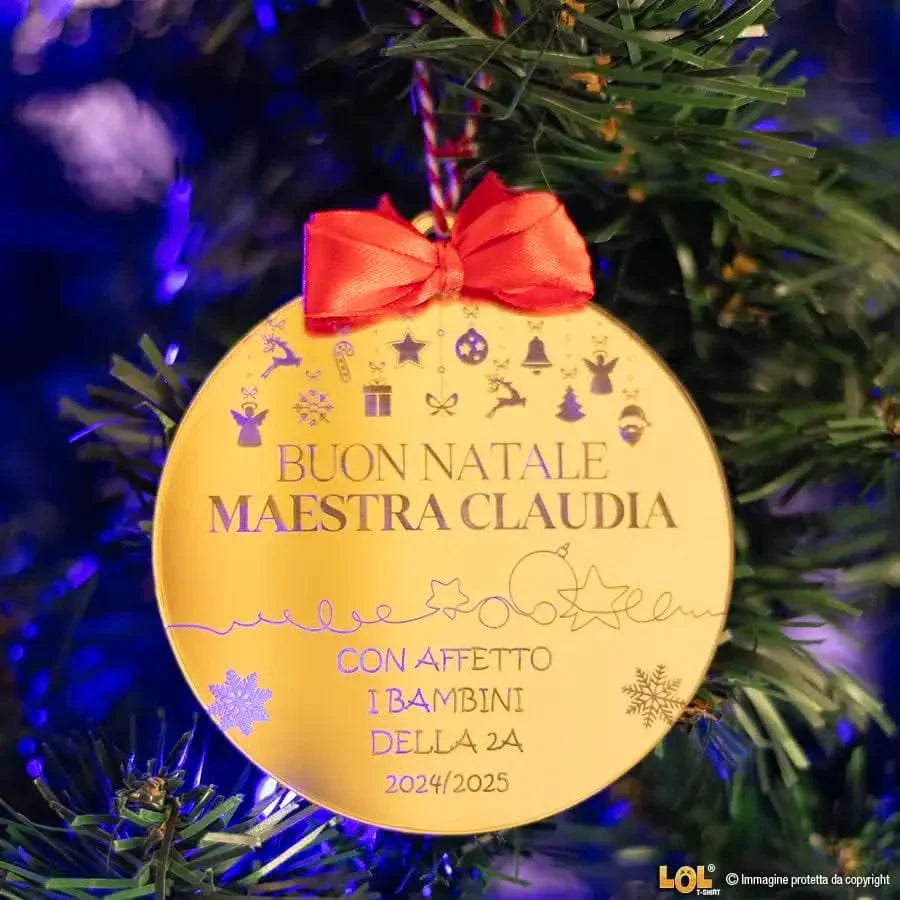 BUON NATALE
MAESTRA CLAUDIA
CON AFFETTO
I BAMBINI
DELLA 2A
2024/2025
LOL®
T-SHIRT
© Immagine protetta da copyright